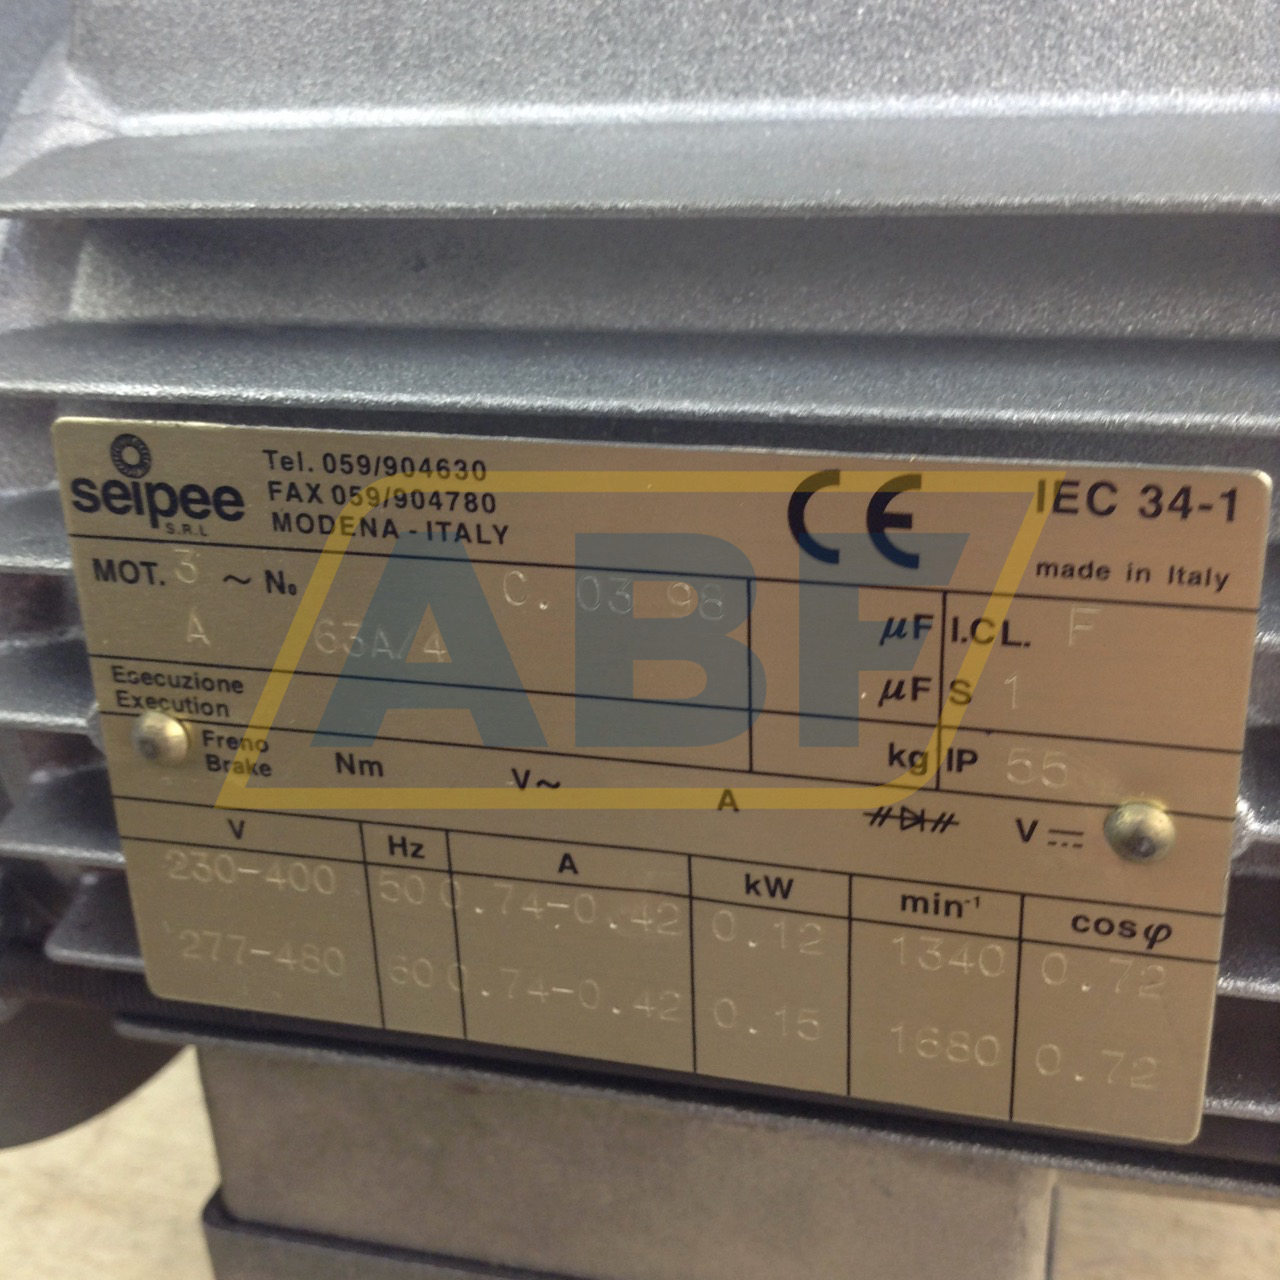 seipee
S.R.L
Tel. 059/904630
FAX 059/904780
MODENA - ITALY
CE
IEC 34-1
made in Italy
MOT. 3 ~ No C. 03 98
A 63A/4
µF
µF
kg
I.CL. F
S 1
IP 55
Esecuzione
Execution
Freno
Brake
Nm V~ A V
V Hz A kW min-1 cosφ
230-400 50 0.74-0.42 0.12 1340 0.72
277-480 60 0.74-0.42 0.15 1680 0.72
ABF